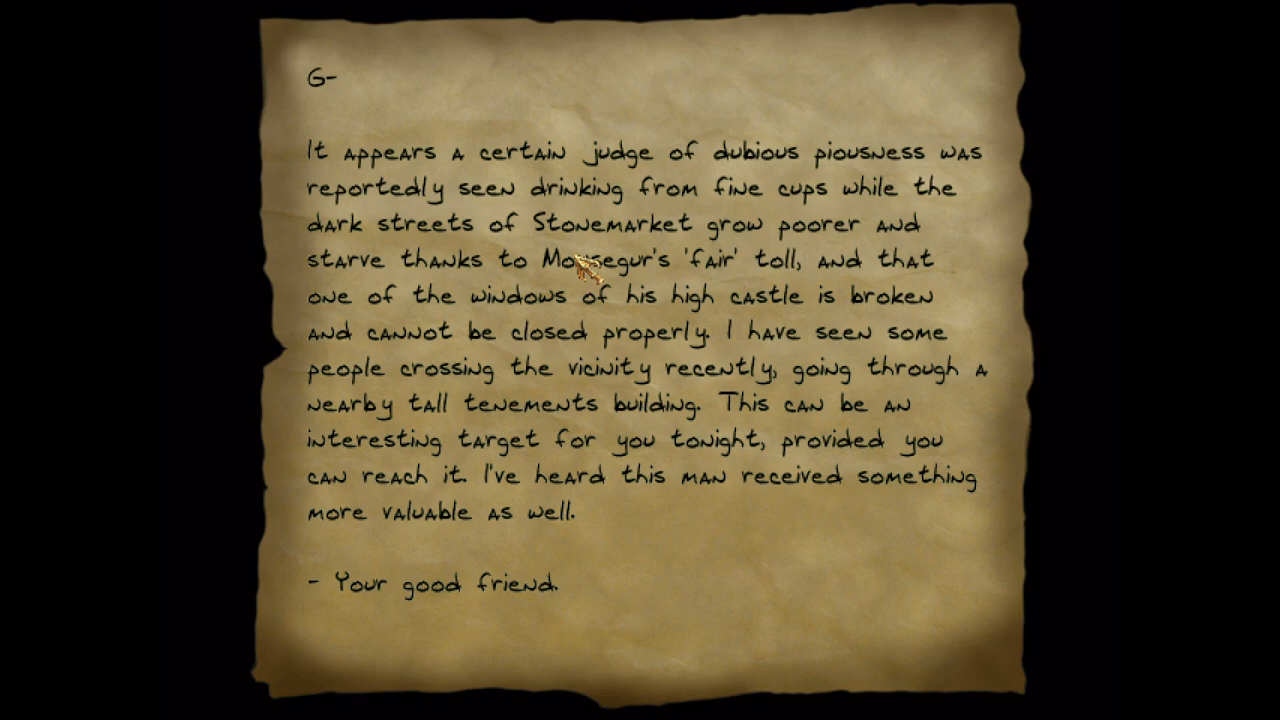 G-
It appears a certain judge of dubious piousness was
reportedly seen drinking from fine cups while the
dark streets of Stonemarket grow poorer and
starve thanks to 'fair' toll, and that
one of the windows of his high castle is broken
and cannot be closed properly. I have seen some
people crossing the vicinity recently, going through a
nearby tall tenements building. This can be an
interesting target for you tonight, provided you
can reach it. I've heard this man received something
more valuable as well.
- Your good friend.